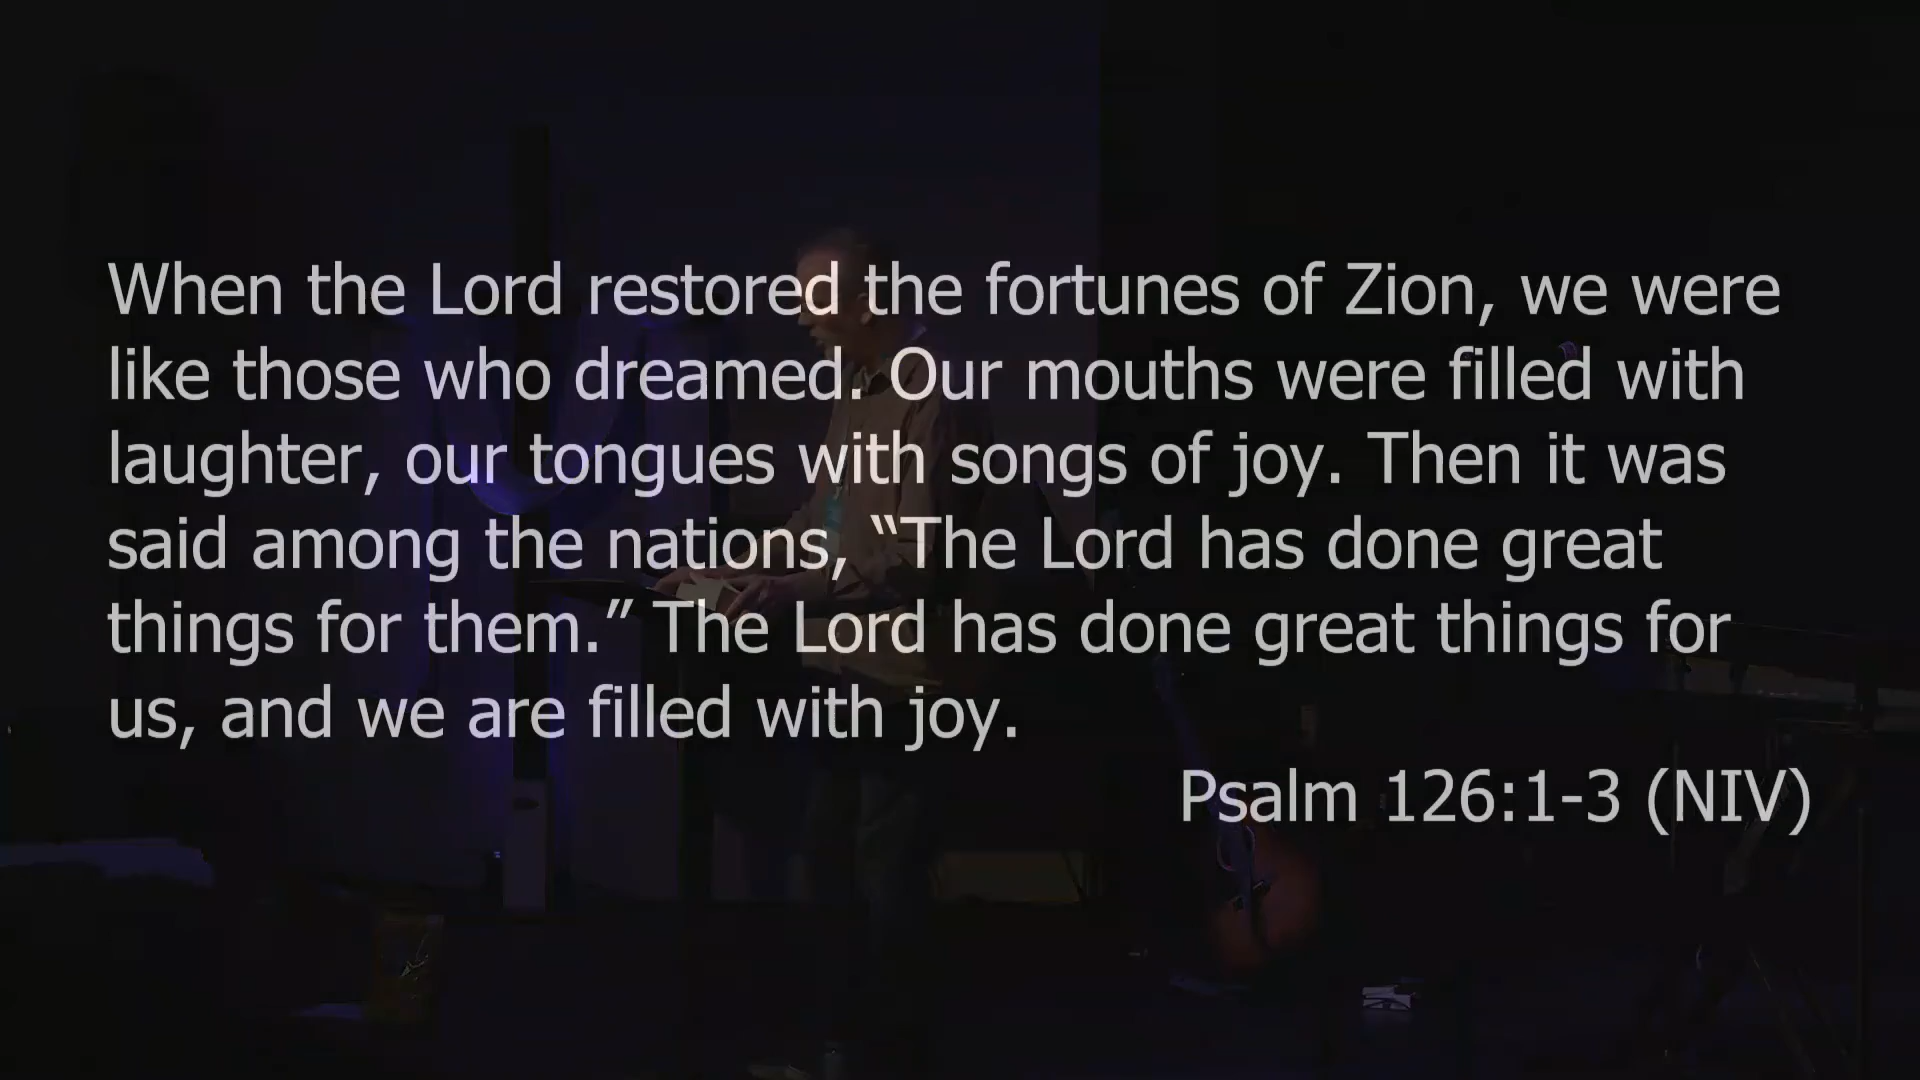 When the Lord restored the fortunes of Zion, we were
like those who dreamed. Our mouths were filled with
laughter, our tongues with songs of joy. Then it was
said among the nations, “The Lord has done great
things for them.” The Lord has done great things for
us, and we are filled with joy.
Psalm 126:1-3 (NIV)